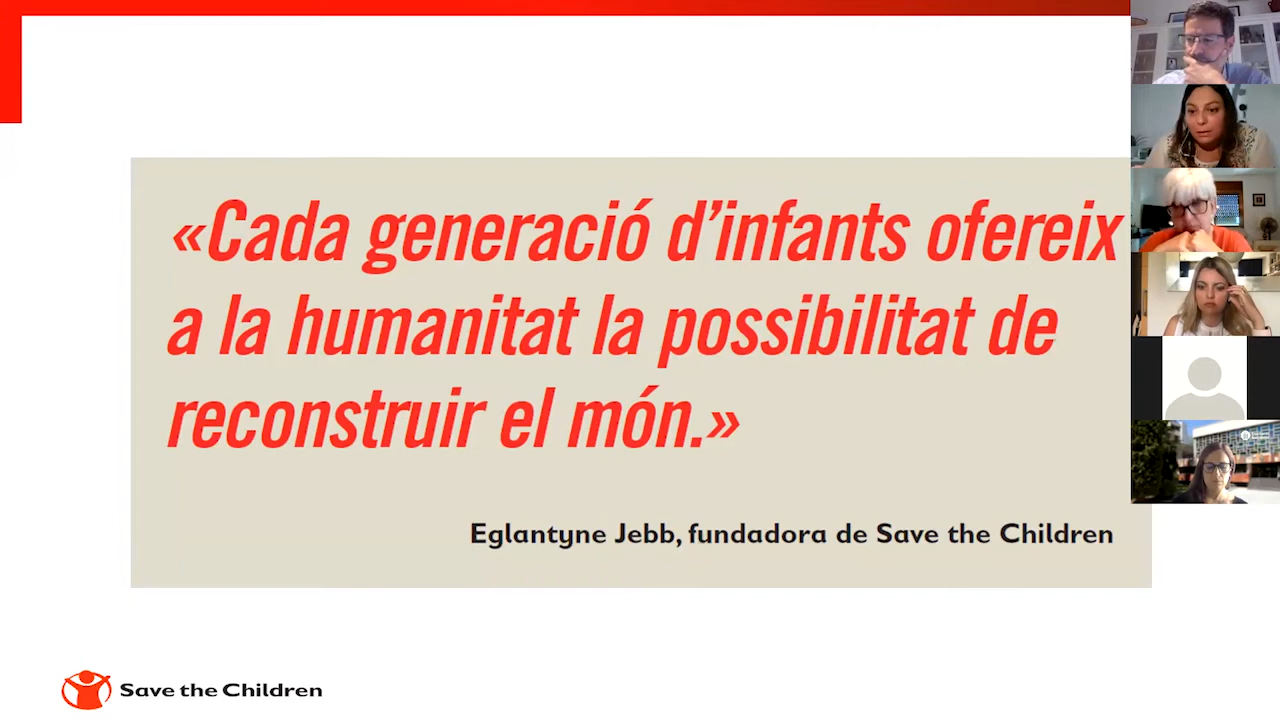 «Cada generació d’infants ofereix
a la humanitat la possibilitat de
reconstruir el món.»
Eglantyne Jebb, fundadora de Save the Children
Save the Children